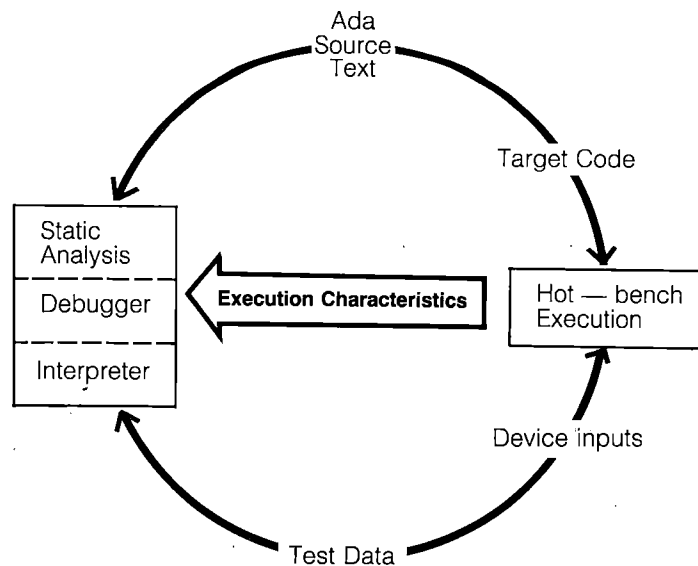 Ada
Source
Text
Target Code
Static
Analysis
Debugger
Interpreter
Execution Characteristics
Hot — bench
Execution
Device inputs
Test Data